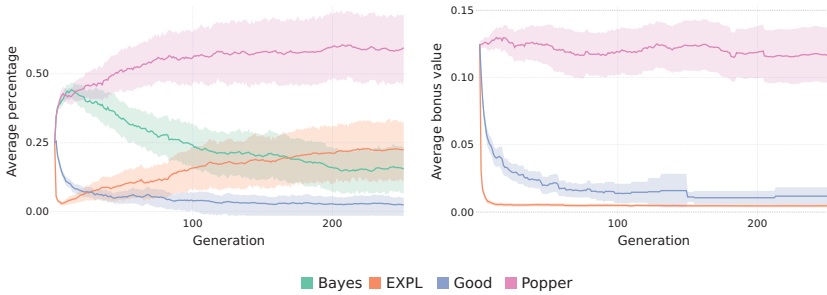 Average percentage
0.50
0.25
0.00
100
200
Generation
Average bonus value
0.15
0.10
0.05
0.00
100
200
Generation
Bayes EXPL Good Popper